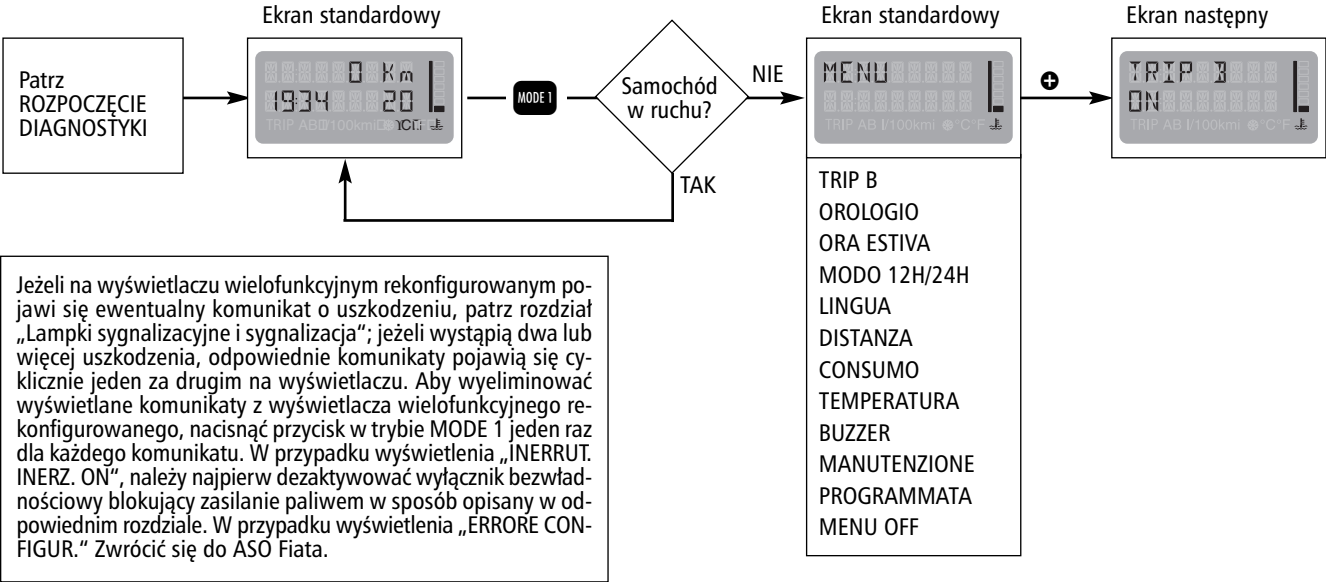 Ekran standardowy
Ekran standardowy
Ekran następny
Patrz
ROZPOCZĘCIE
DIAGNOSTYKI
0 Km
19:34 20
MODE 1
Samochód
w ruchu?
NIE
TAK
MENU
TRIP AB l/100kmi °C°F
TRIP B
ON
TRIP AB l/100kmi °C°F
TRIP B
OROLOGIO
ORA ESTIVA
MODO 12H/24H
LINGUA
DISTANZA
CONSUMO
TEMPERATURA
BUZZER
MANUTENZIONE
PROGRAMMATA
MENU OFF
Jeżeli na wyświetlaczu wielofunkcyjnym rekonfigurowanym po-
jawi się ewentualny komunikat o uszkodzeniu, patrz rozdział
„Lampki sygnalizacyjne i sygnalizacja“; jeżeli wystąpią dwa lub
więcej uszkodzenia, odpowiednie komunikaty pojawią się cy-
klicznie jeden za drugim na wyświetlaczu. Aby wyeliminować
wyświetlane komunikaty z wyświetlacza wielofunkcyjnego re-
konfigurowanego, nacisnąć przycisk w trybie MODE 1 jeden raz
dla każdego komunikatu. W przypadku wyświetlenia „INERRUT.
INERZ. ON“, należy najpierw dezaktywować wyłącznik bezwład-
nościowy blokujący zasilanie paliwem w sposób opisany w od-
powiednim rozdziale. W przypadku wyświetlenia „ERRORE CON-
FIGUR.“ Zwrócić się do ASO Fiata.